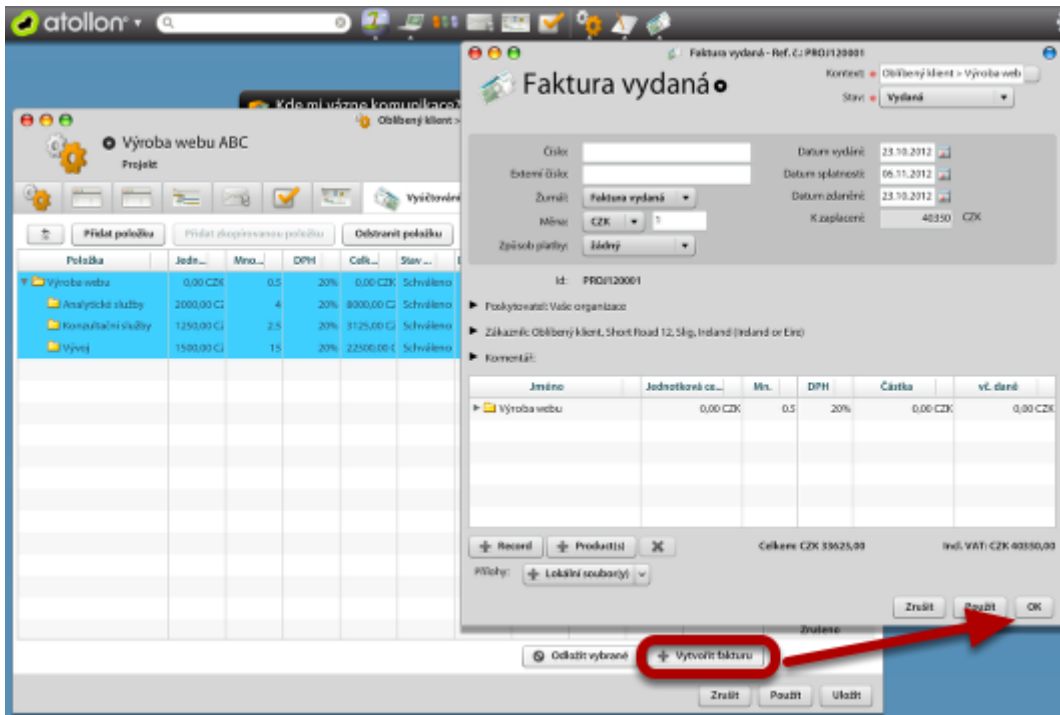 atollon
Kde mi vázne komunikace?
Oblíbený klient >
Výroba webu ABC
Projekt
Vyúčtování
Přidat položku
Přidat zkopírovanou položku
Odstranit položku
Položka Jedn... Mno... DPH Celk... Stav ...
Výroba webu 0,00 CZK 0.5 20% 0,00 CZK Schváleno
Analytické služby 2000,00 CZ 4 20% 8000,00 CZ Schváleno
Konzultační služby 1250,00 CZ 2.5 20% 3125,00 CZ Schváleno
Vývoj 1500,00 CZ 15 20% 22500,00 C Schváleno
Zrušeno
Odložit vybrané
Vytvořit fakturu
Zrušit Použít Uložit
Faktura vydaná - Ref. č.: PROJ120001
Faktura vydaná
Kontext: Oblíbený klient > Výroba web
Stav: Vydaná
Číslo:
Externí číslo:
Žurnál: Faktura vydaná
Měna: CZK 1
Způsob platby: žádný
Datum vydání: 23.10.2012
Datum splatnosti: 06.11.2012
Datum zdanění: 23.10.2012
K zaplacení: 40350 CZK
Id: PROJ120001
Poskytovatel: Vaše organizace
Zákazník: Oblíbený klient, Short Road 12, Sligo, Ireland (Ireland or Eire)
Komentář:
Jméno Jednotková ce... Mn. DPH Částka vč. daně
Výroba webu 0,00 CZK 0.5 20% 0,00 CZK 0,00 CZK
Record Product(s)
Celkem: CZK 33625,00 Incl. VAT: CZK 40350,00
Přílohy: Lokální soubor(y)
Zrušit Použít OK